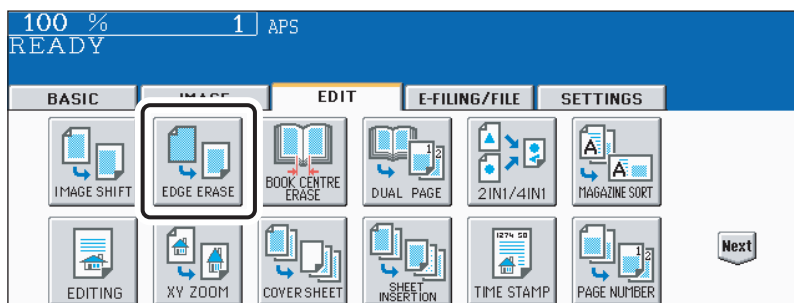 100 % 1 APS
READY
BASIC IMAGE EDIT E-FILING/FILE SETTINGS
IMAGE SHIFT EDGE ERASE BOOK CENTRE ERASE DUAL PAGE 2IN1/4IN1 MAGAZINE SORT
EDITING XY ZOOM COVER SHEET SHEET INSERTION TIME STAMP PAGE NUMBER Next